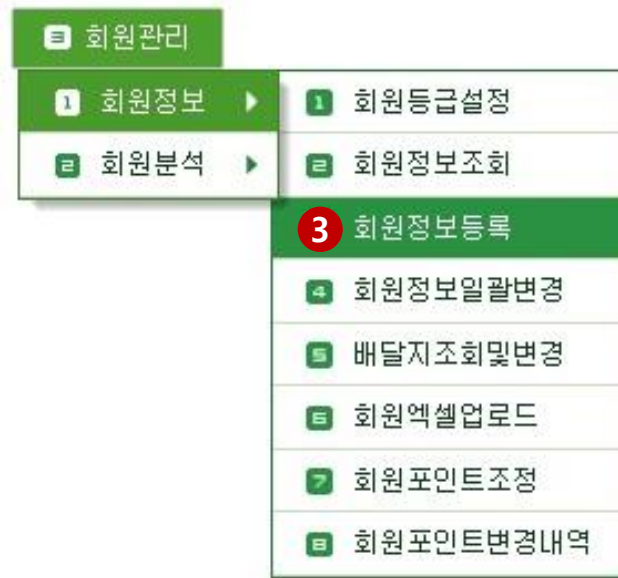 3 회원관리
1 회원정보
2 회원분석
1 회원등급설정
2 회원정보조회
3 회원정보등록
4 회원정보일괄변경
5 배달지조회및변경
6 회원엑셀업로드
7 회원포인트조정
8 회원포인트변경내역